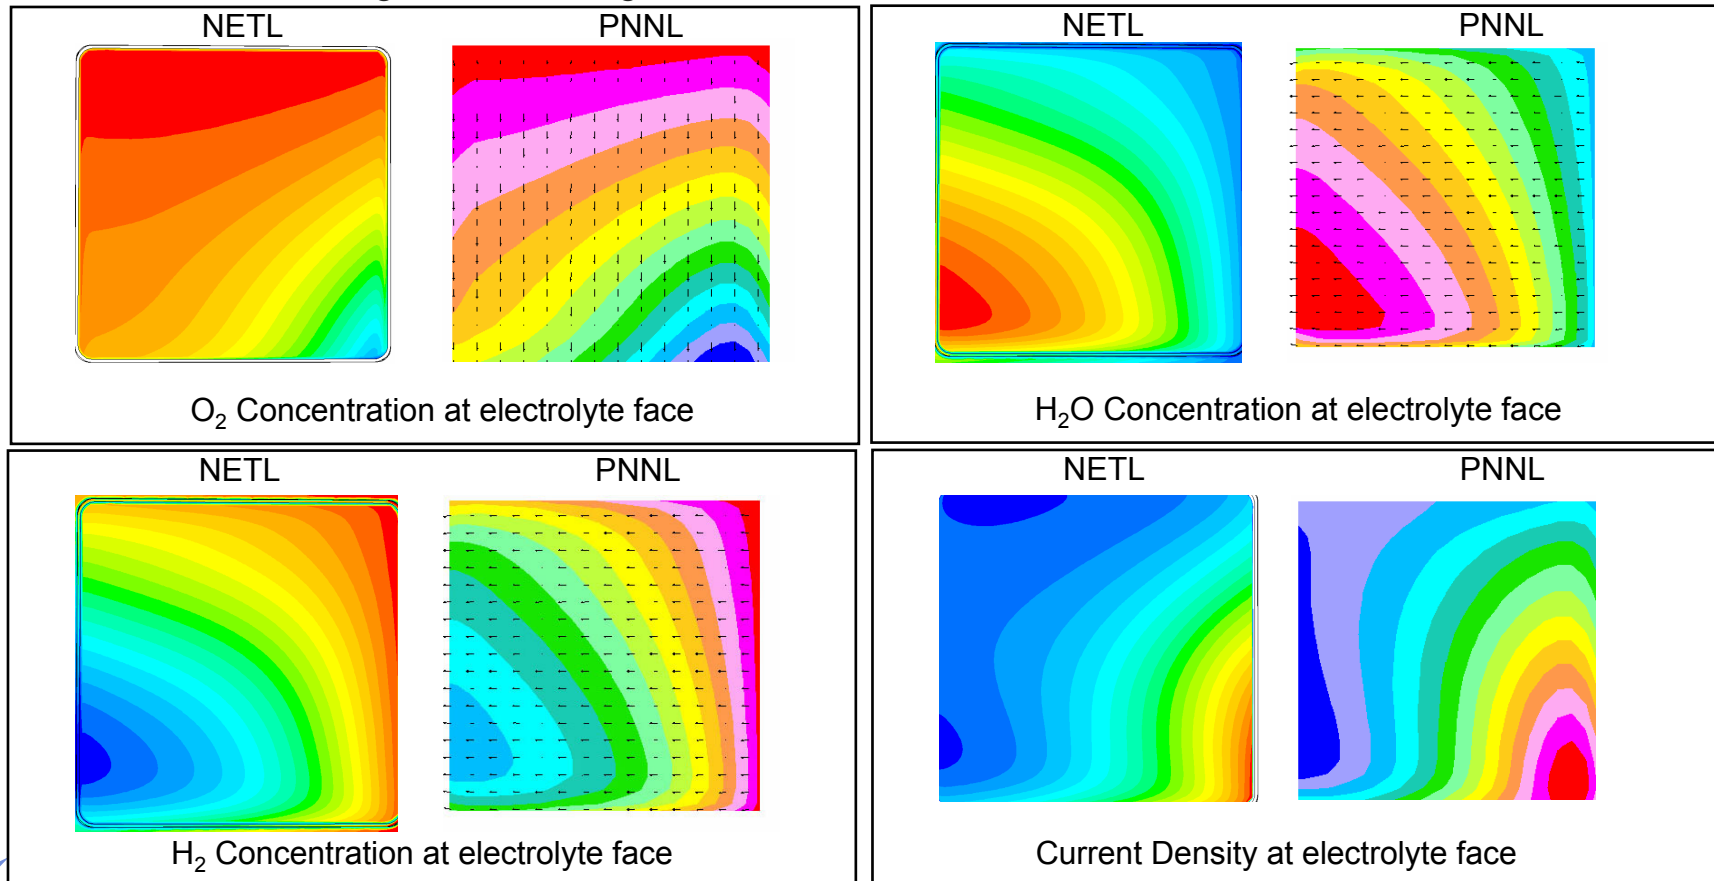 NETL PNNL
O₂ Concentration at electrolyte face
NETL PNNL
H₂O Concentration at electrolyte face
NETL PNNL
H₂ Concentration at electrolyte face
NETL PNNL
Current Density at electrolyte face